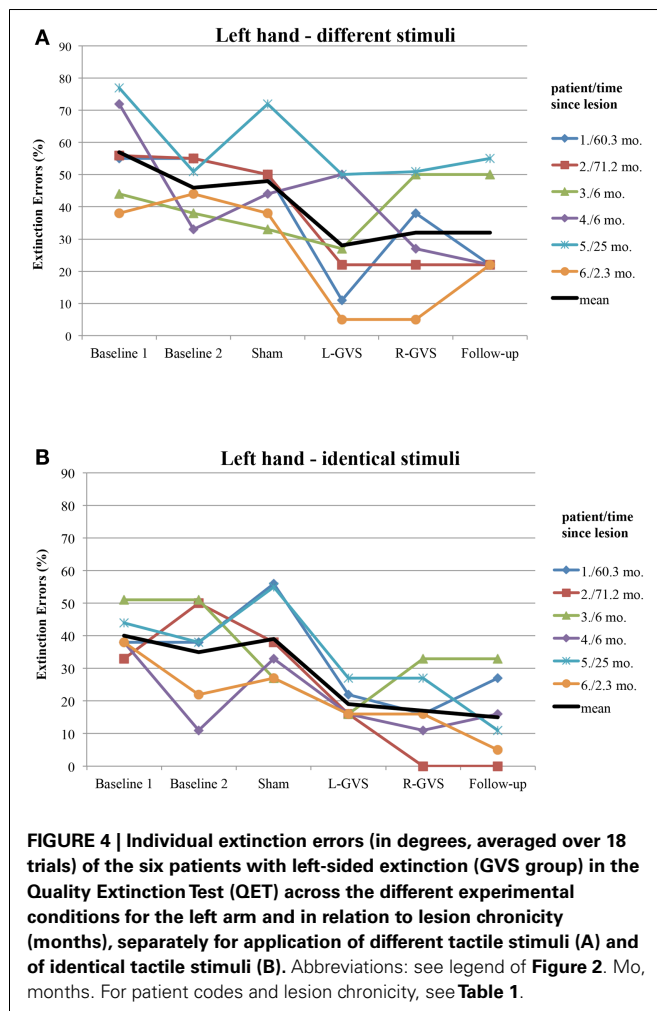 A
Left hand - different stimuli
90
80
70
60
50
40
30
20
10
0
Extinction Errors (%)
Baseline 1 Baseline 2 Sham L-GVS R-GVS Follow-up
patient/time
since lesion
1./60.3 mo.
2./71.2 mo.
3./6 mo.
4./6 mo.
5./25 mo.
6./2.3 mo.
mean
B
Left hand - identical stimuli
90
80
70
60
50
40
30
20
10
0
Extinction Errors (%)
Baseline 1 Baseline 2 Sham L-GVS R-GVS Follow-up
patient/time
since lesion
1./60.3 mo.
2./71.2 mo.
3./6 mo.
4./6 mo.
5./25 mo.
6./2.3 mo.
mean
FIGURE 4 | Individual extinction errors (in degrees, averaged over 18
trials) of the six patients with left-sided extinction (GVS group) in the
Quality Extinction Test (QET) across the different experimental
conditions for the left arm and in relation to lesion chronicity
(months), separately for application of different tactile stimuli (A) and
of identical tactile stimuli (B). Abbreviations: see legend of Figure 2. Mo,
months. For patient codes and lesion chronicity, see Table 1.